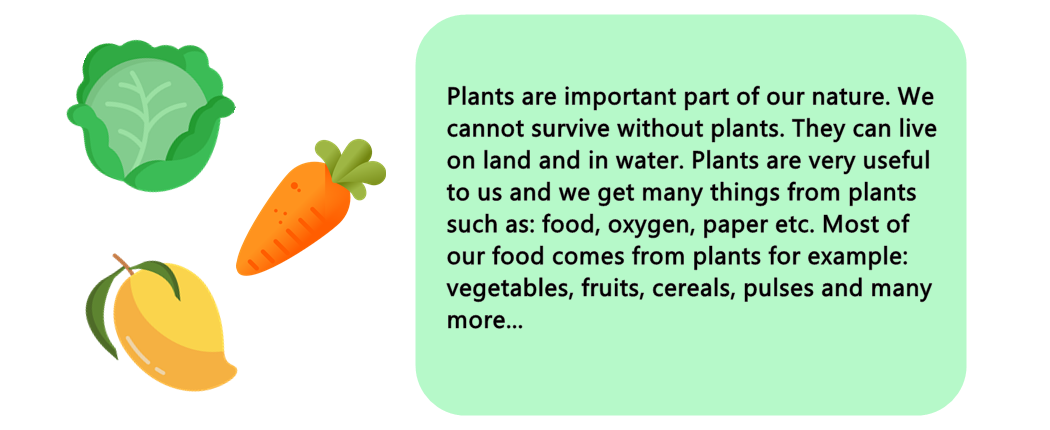 Plants are important part of our nature. We
cannot survive without plants. They can live
on land and in water. Plants are very useful
to us and we get many things from plants
such as: food, oxygen, paper etc. Most of
our food comes from plants for example:
vegetables, fruits, cereals, pulses and many
more...